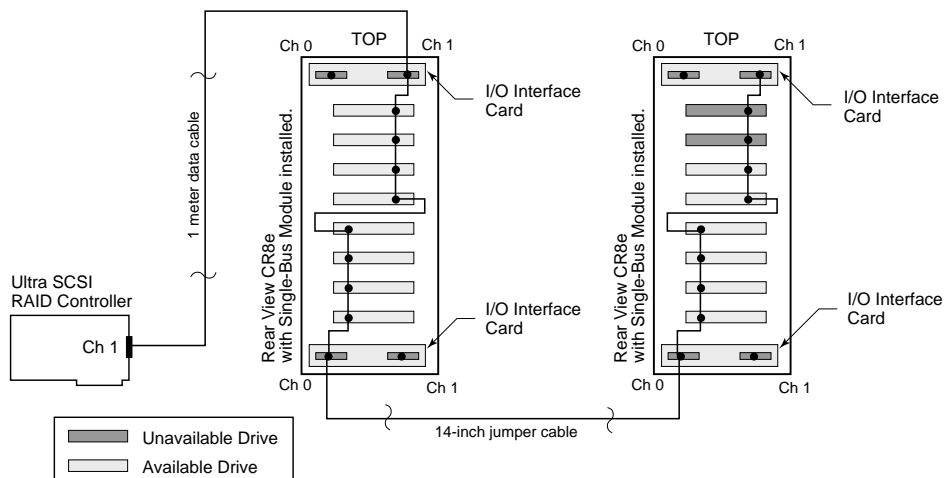 Ch 0
TOP
Ch 1
I/O Interface
Card
1 meter data cable
Rear View CR8e
with Single-Bus Module installed.
I/O Interface
Card
Ch 0
Ch 1
Ch 0
TOP
Ch 1
I/O Interface
Card
Rear View CR8e
with Single-Bus Module installed.
I/O Interface
Card
Ch 0
Ch 1
Ultra SCSI
RAID Controller
Ch 1
14-inch jumper cable
Unavailable Drive
Available Drive